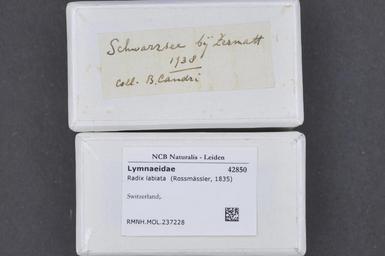 Schwarzsee bij Zermatt
1938
coll. B. Candri
NCB Naturalis - Leiden
Lymnaeidae 42850
Radix labiata (Rossmässler, 1835)
Switzerland;.
RMNH.MOL.237228